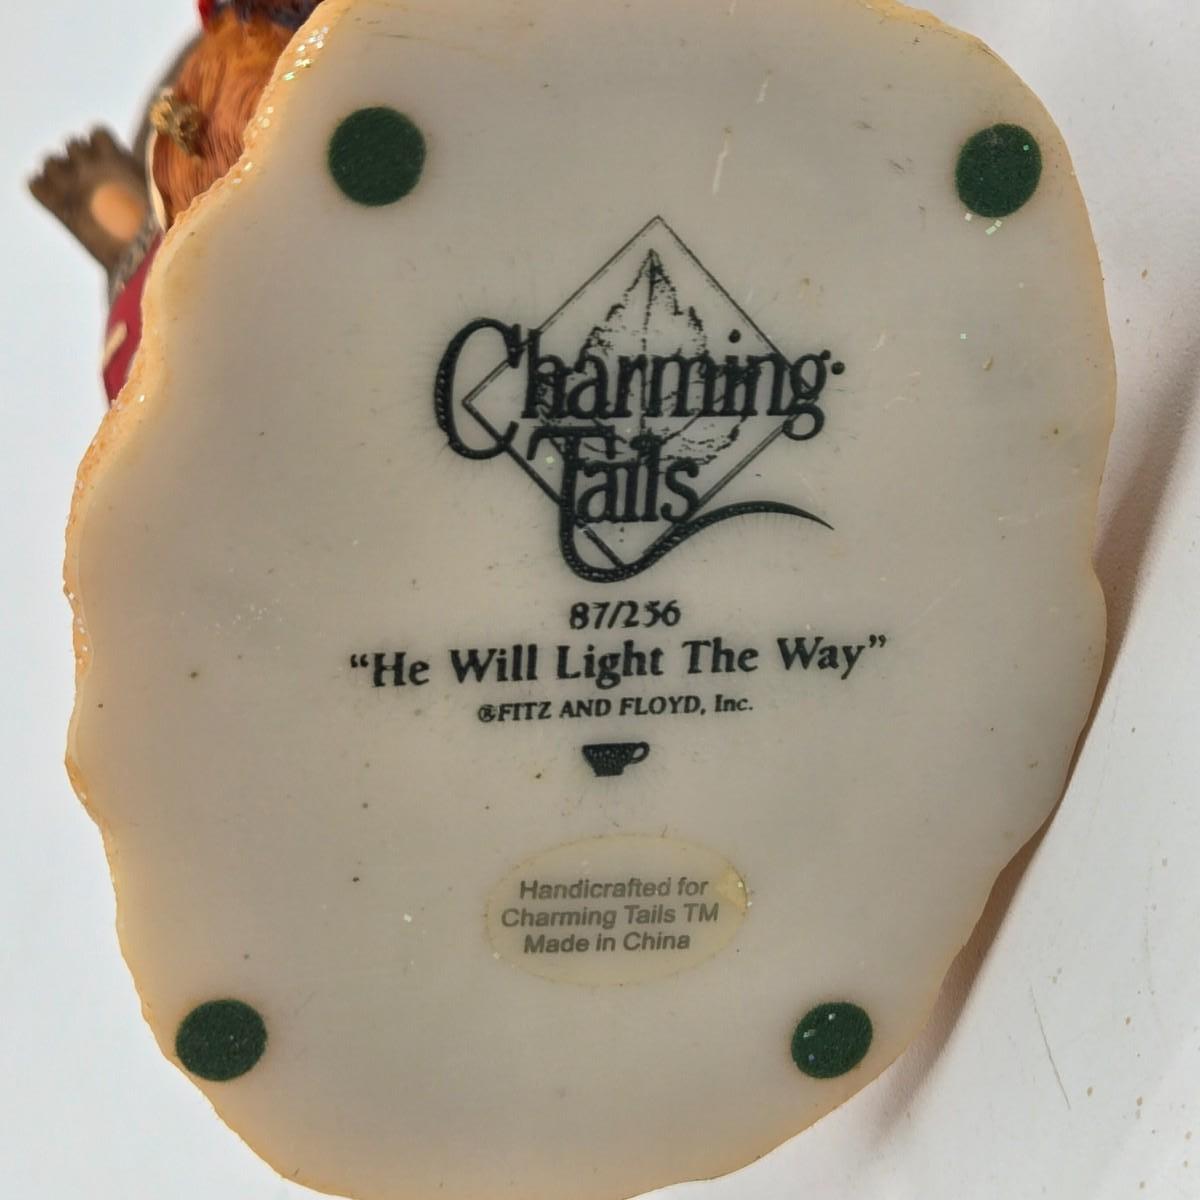 Charming
Tails
87/256
“He Will Light The Way”
®FITZ AND FLOYD, Inc.
Handicrafted for
Charming Tails TM
Made in China